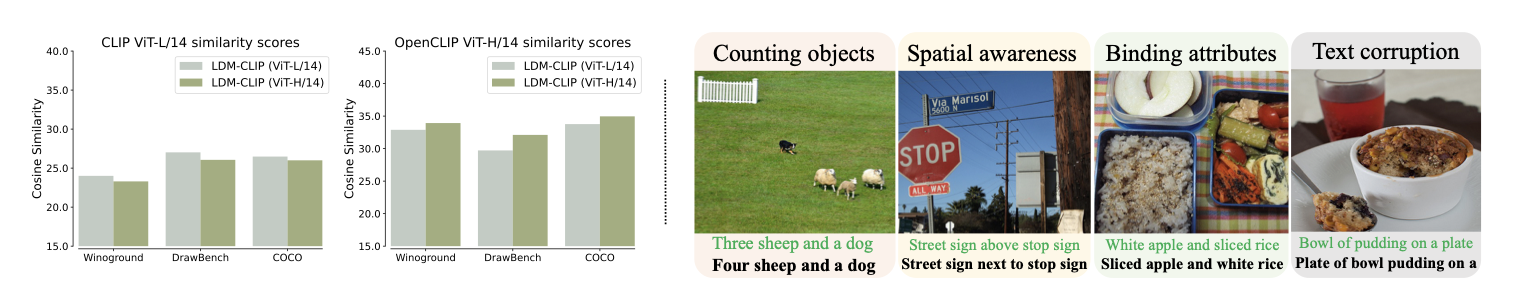 CLIP ViT-L/14 similarity scores
40.0
35.0
30.0
25.0
20.0
15.0
Cosine Similarity
LDM-CLIP (ViT-L/14)
LDM-CLIP (ViT-H/14)
Winoground
DrawBench
COCO
OpenCLIP ViT-H/14 similarity scores
45.0
40.0
35.0
30.0
25.0
20.0
15.0
Cosine Similarity
LDM-CLIP (ViT-L/14)
LDM-CLIP (ViT-H/14)
Winoground
DrawBench
COCO
Counting objects
Three sheep and a dog
Four sheep and a dog
Spatial awareness
Via Marisol
5600 N
STOP
ALL WAY
Street sign above stop sign
Street sign next to stop sign
Binding attributes
White apple and sliced rice
Sliced apple and white rice
Text corruption
Bowl of pudding on a plate
Plate of bowl pudding on a